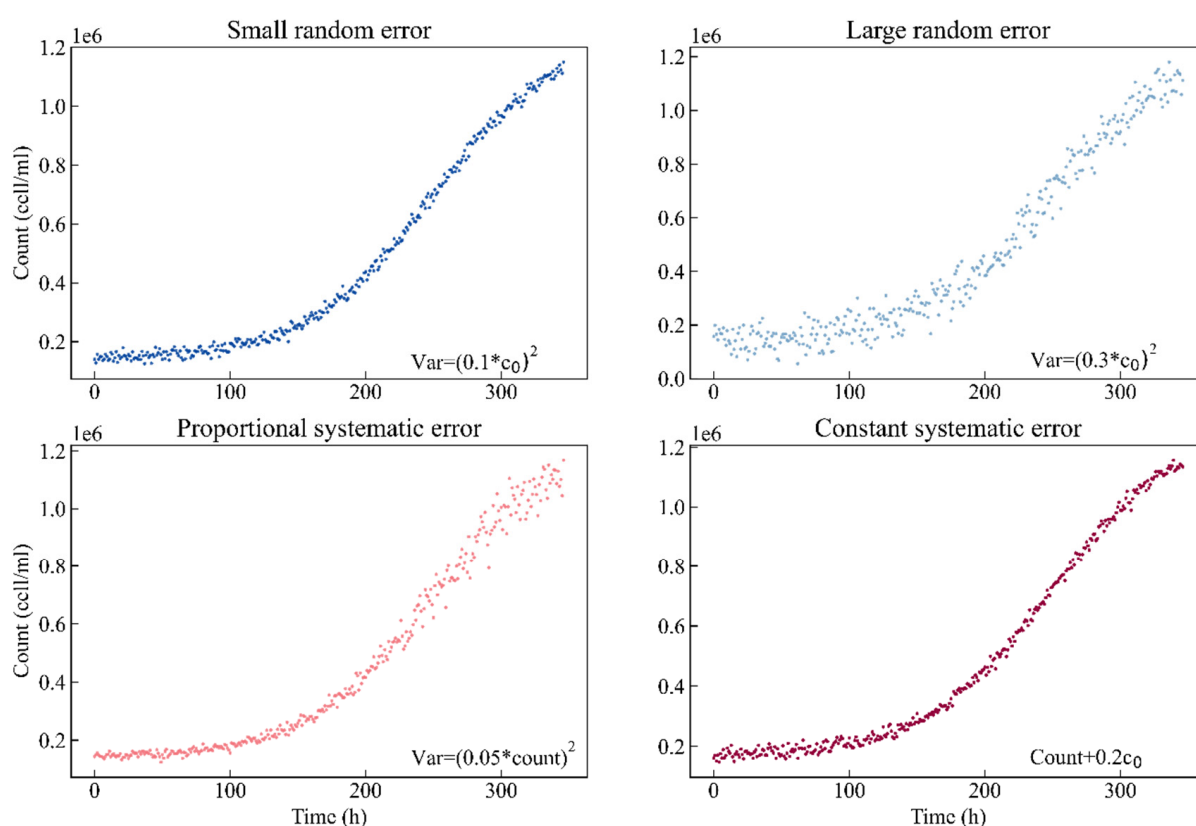 Small random error
1e6
1.2
1.0
0.8
0.6
0.4
0.2
Count (ccll/ml)
Var=(0.1*c₀)²
0 100 200 300
Large random error
1e6
1.2
1.0
0.8
0.6
0.4
0.2
0.0
Var=(0.3*c₀)²
0 100 200 300
Proportional systematic error
1e6
1.2
1.0
0.8
0.6
0.4
0.2
Count (ccll/ml)
Var=(0.05*count)²
0 100 200 300
Time (h)
Constant systematic error
1e6
1.2
1.0
0.8
0.6
0.4
0.2
Count+0.2c₀
0 100 200 300
Time (h)